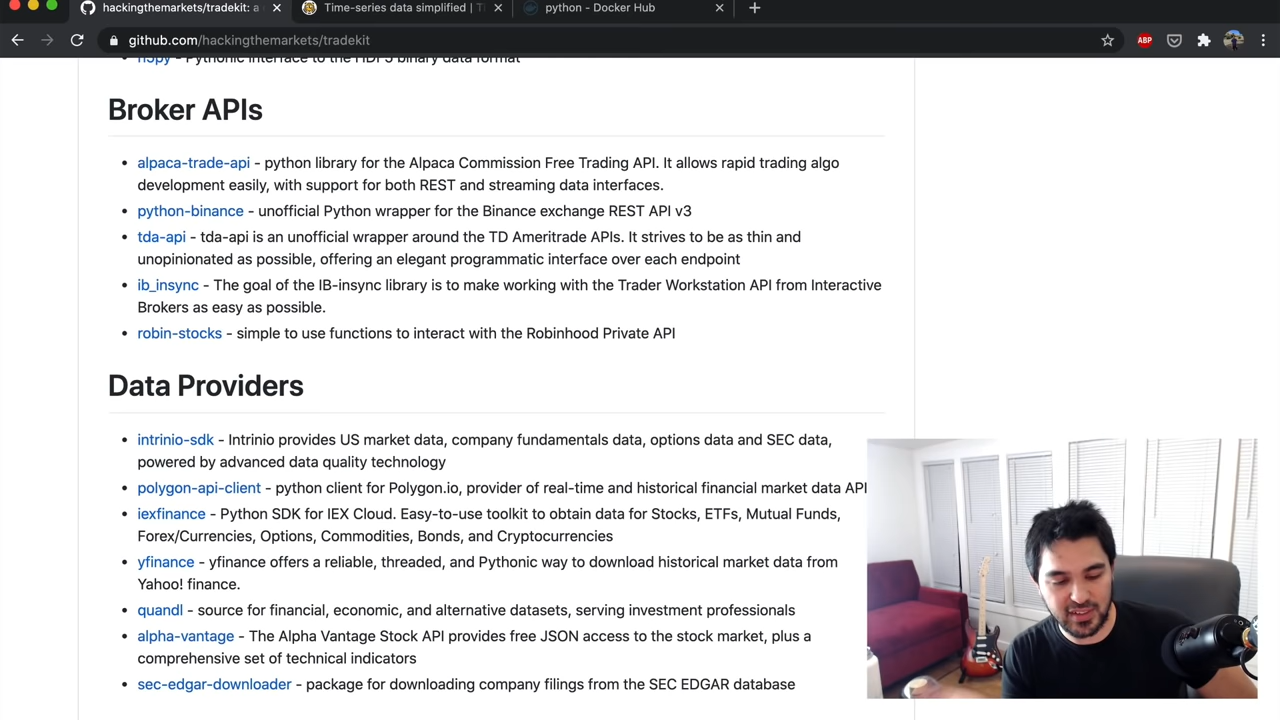 hackingthemarkets/tradekit: a
Time-series data simplified | Ti
python - Docker Hub
github.com/hackingthemarkets/tradekit
ABP
h5py - Pythonic interface to the HDF5 binary data format
Broker APIs
alpaca-trade-api - python library for the Alpaca Commission Free Trading API. It allows rapid trading algo
development easily, with support for both REST and streaming data interfaces.
python-binance - unofficial Python wrapper for the Binance exchange REST API v3
tda-api - tda-api is an unofficial wrapper around the TD Ameritrade APIs. It strives to be as thin and
unopinionated as possible, offering an elegant programmatic interface over each endpoint
ib_insync - The goal of the IB-insync library is to make working with the Trader Workstation API from Interactive
Brokers as easy as possible.
robin-stocks - simple to use functions to interact with the Robinhood Private API
Data Providers
intrinio-sdk - Intrinio provides US market data, company fundamentals data, options data and SEC data,
powered by advanced data quality technology
polygon-api-client - python client for Polygon.io, provider of real-time and historical financial market data API
iexfinance - Python SDK for IEX Cloud. Easy-to-use toolkit to obtain data for Stocks, ETFs, Mutual Funds,
Forex/Currencies, Options, Commodities, Bonds, and Cryptocurrencies
yfinance - yfinance offers a reliable, threaded, and Pythonic way to download historical market data from
Yahoo! finance.
quandl - source for financial, economic, and alternative datasets, serving investment professionals
alpha-vantage - The Alpha Vantage Stock API provides free JSON access to the stock market, plus a
comprehensive set of technical indicators
sec-edgar-downloader - package for downloading company filings from the SEC EDGAR database